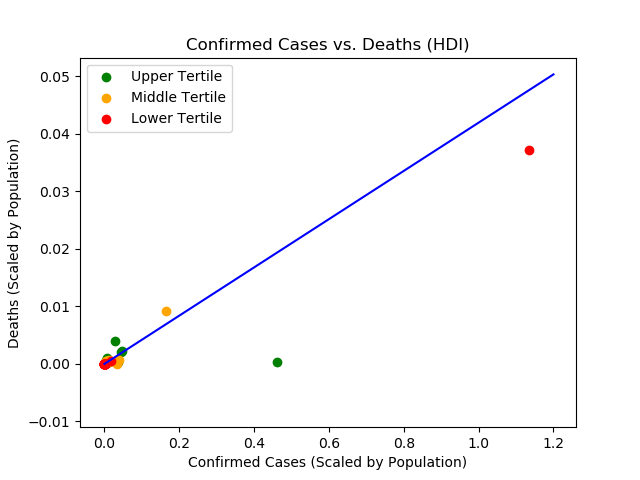 Confirmed Cases vs. Deaths (HDI)
Upper Tertile
Middle Tertile
Lower Tertile
Deaths (Scaled by Population)
0.05
0.04
0.03
0.02
0.01
0.00
−0.01
0.0 0.2 0.4 0.6 0.8 1.0 1.2
Confirmed Cases (Scaled by Population)